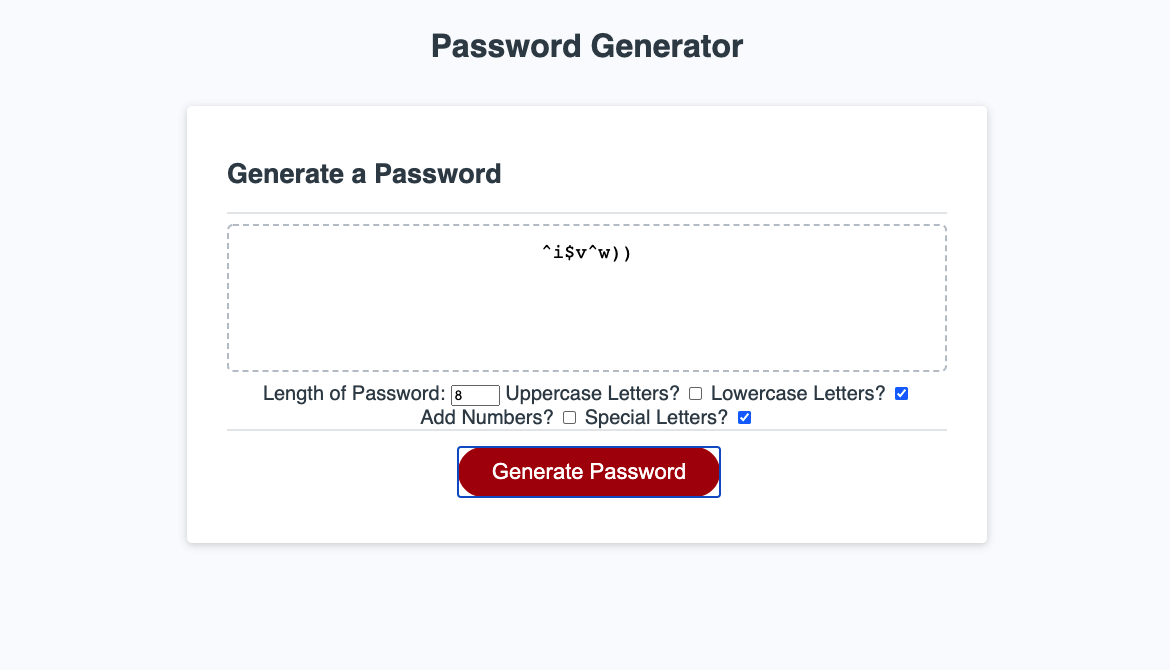 Password Generator
Generate a Password
^i$v^w))
Length of Password: 8 Uppercase Letters? Lowercase Letters?
Add Numbers? Special Letters?
Generate Password